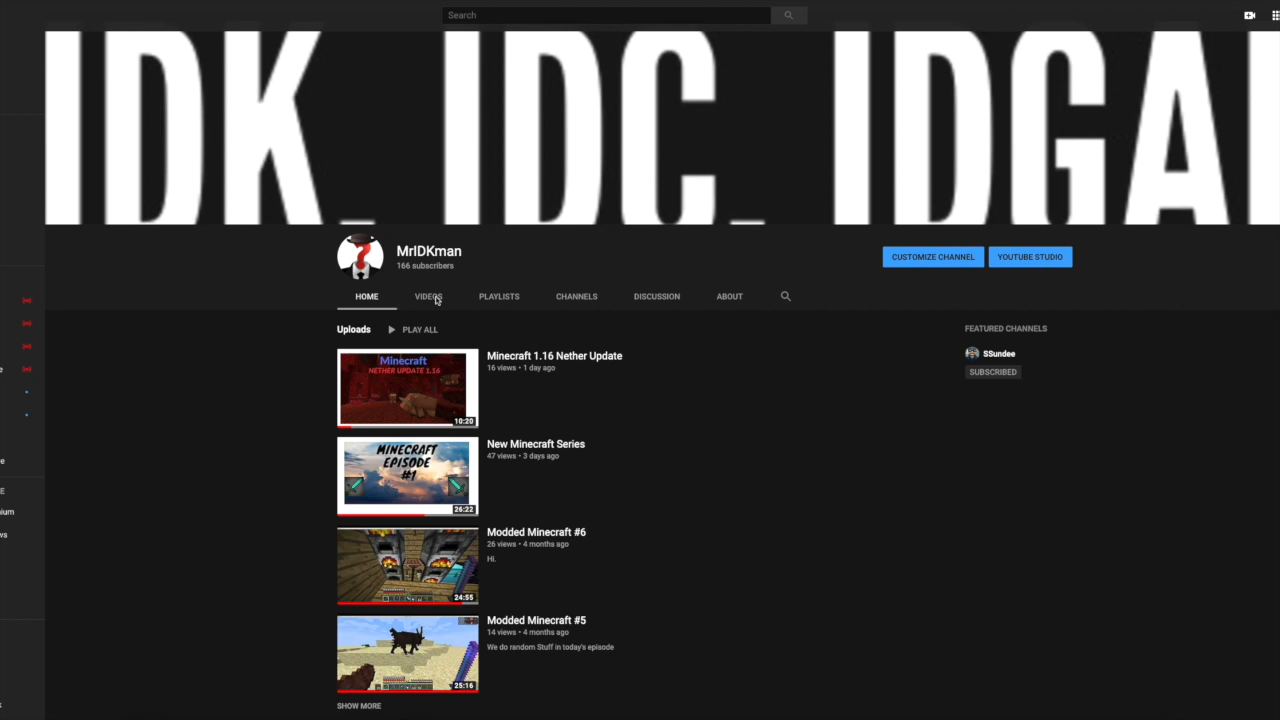 Search
IDK. IDC. IDGA
MrIDKman
166 subscribers
CUSTOMIZE CHANNEL
YOUTUBE STUDIO
HOME
VIDEOS
PLAYLISTS
CHANNELS
DISCUSSION
ABOUT
Uploads
PLAY ALL
FEATURED CHANNELS
SSundee
SUBSCRIBED
Minecraft
NETHER UPDATE 1.16
10:20
Minecraft 1.16 Nether Update
16 views • 1 day ago
MINECRAFT
EPISODE
#1
26:22
New Minecraft Series
47 views • 3 days ago
24:55
Modded Minecraft #6
26 views • 4 months ago
Hi.
25:16
Modded Minecraft #5
14 views • 4 months ago
We do random Stuff in today's episode
SHOW MORE
e
re
E
nium
ws
s